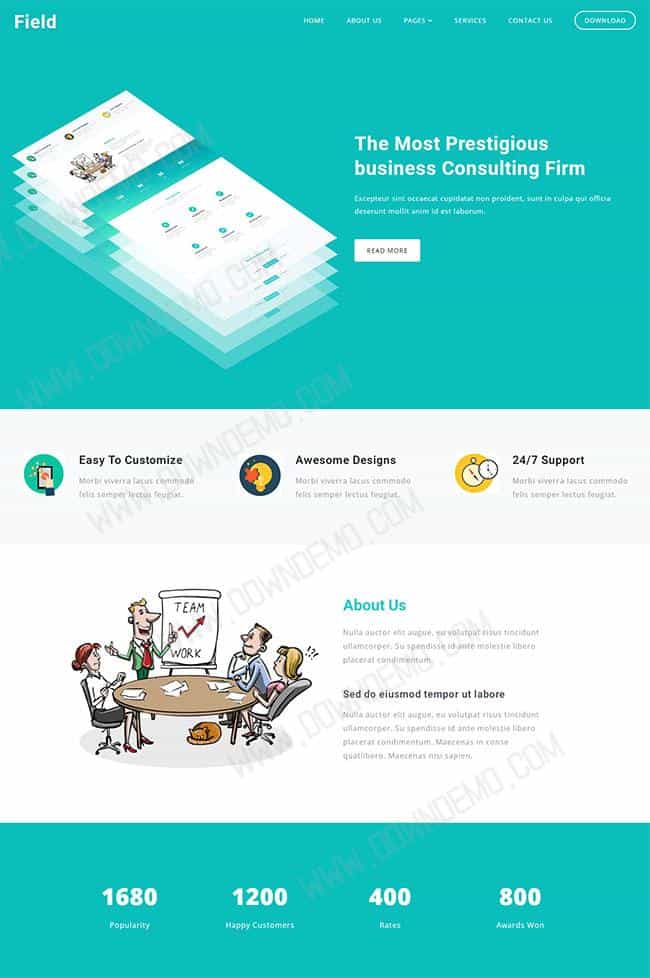 Field
HOME ABOUT US PAGES SERVICES CONTACT US DOWNLOAD
The Most Prestigious
business Consulting Firm
Excepteur sint occaecat cupidatat non proident, sunt in culpa qui officia
deserunt mollit anim id est laborum.
READ MORE
Easy To Customize
Morbi viverra lacus commodo
felis semper lectus feugiat.
Awesome Designs
Morbi viverra lacus commodo
felis semper lectus feugiat.
24/7 Support
Morbi viverra lacus commodo
felis semper lectus feugiat.
TEAM
WORK
!?!
About Us
Nulla auctor elit augue, eu volutpat risus tincidunt
ullamcorper. Su spendisse id ante molestie libero
placerat condimentum.
Sed do eiusmod tempor ut labore
Nulla auctor elit augue, eu volutpat risus tincidunt
ullamcorper. Su spendisse id ante molestie libero
placerat condimentum. Maecenas in conse
quatlibero. Maecenas nisi sapien.
1680 1200 400 800
Popularity Happy Customers Rates Awards Won
WWW.DOWNDEMO.COM
WWW.DOWNDEMO.COM
WWW.DOWNDEMO.COM
WWW.DOWNDEMO.COM
WWW.DOWNDEMO.COM
WWW.DOWNDEMO.COM